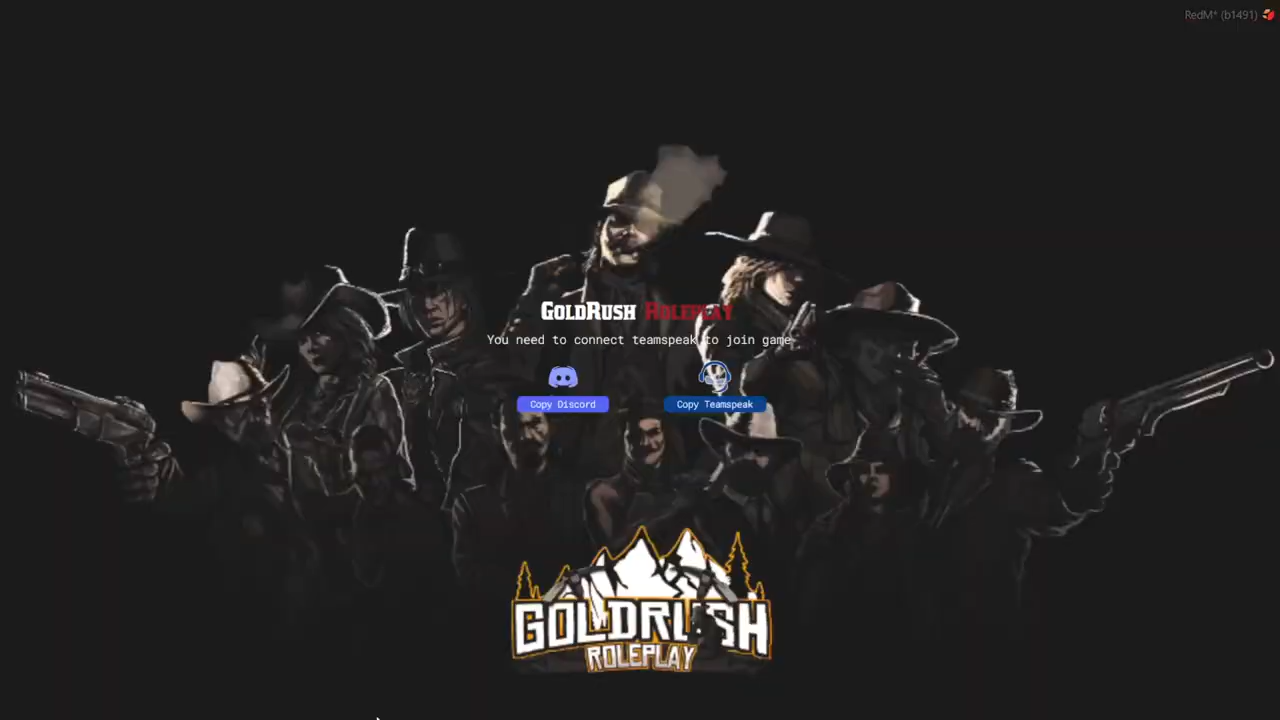 RedM* (b1491)
GoldRush Roleplay
You need to connect teamspeak to join game
Copy Discord
Copy Teamspeak
GOLDRUSH
ROLEPLAY